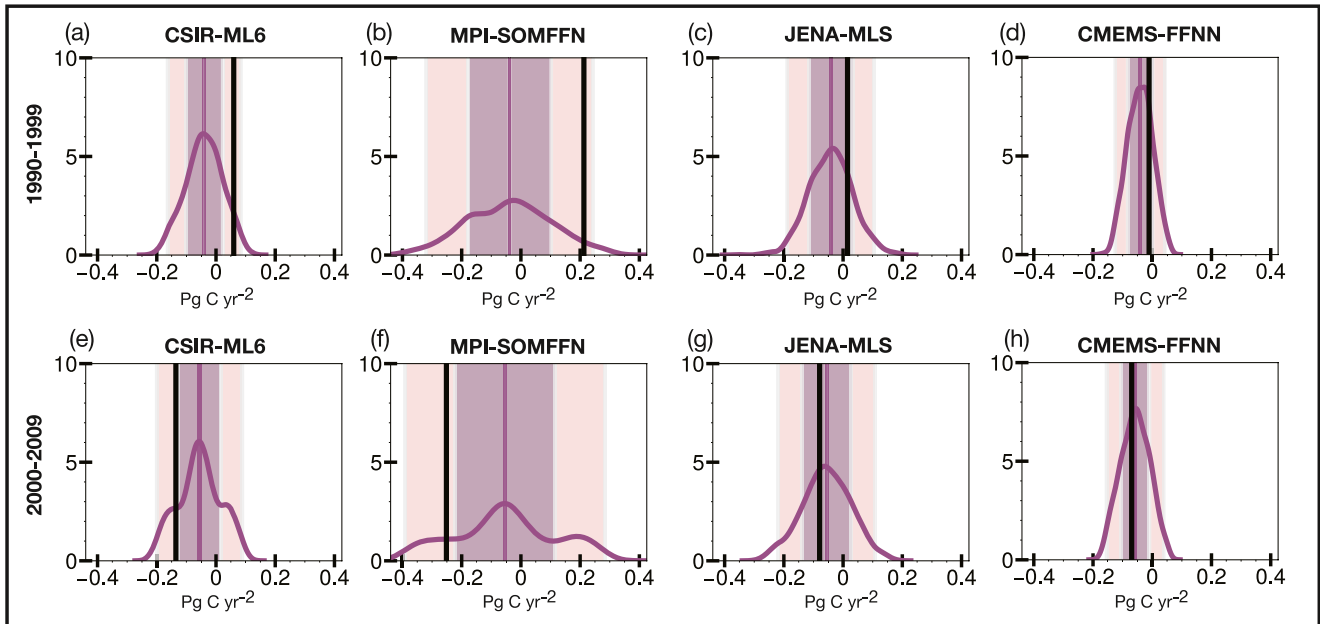 (a) (b) (c) (d)
CSIR-ML6 MPI-SOMFFN JENA-MLS CMEMS-FFNN
1990-1999
10 10 10 10
5 5 5 5
0 0 0 0
−0.4 −0.2 0 0.2 0.4 −0.4 −0.2 0 0.2 0.4 −0.4 −0.2 0 0.2 0.4 −0.4 −0.2 0 0.2 0.4
Pg C yr⁻² Pg C yr⁻² Pg C yr⁻² Pg C yr⁻²
(e) (f) (g) (h)
CSIR-ML6 MPI-SOMFFN JENA-MLS CMEMS-FFNN
2000-2009
10 10 10 10
5 5 5 5
0 0 0 0
−0.4 −0.2 0 0.2 0.4 −0.4 −0.2 0 0.2 0.4 −0.4 −0.2 0 0.2 0.4 −0.4 −0.2 0 0.2 0.4
Pg C yr⁻² Pg C yr⁻² Pg C yr⁻² Pg C yr⁻²